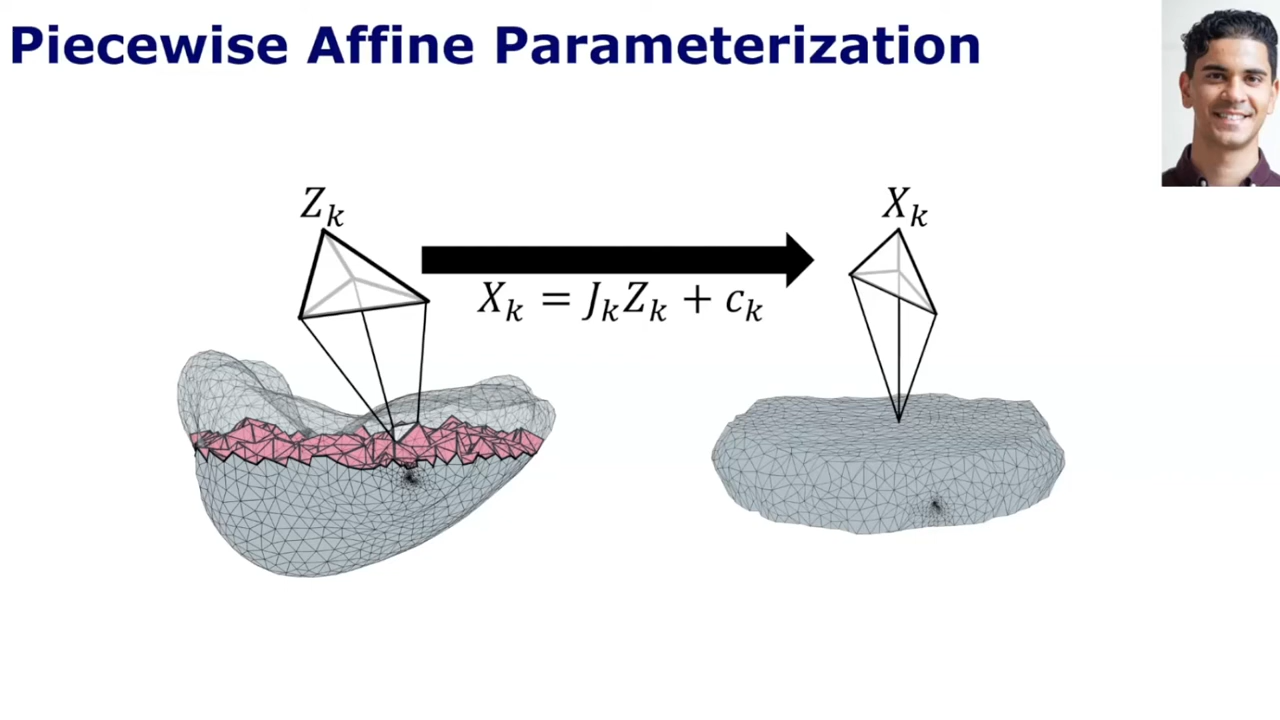 Piecewise Affine Parameterization
Z_k
X_k
X_k = J_k Z_k + c_k